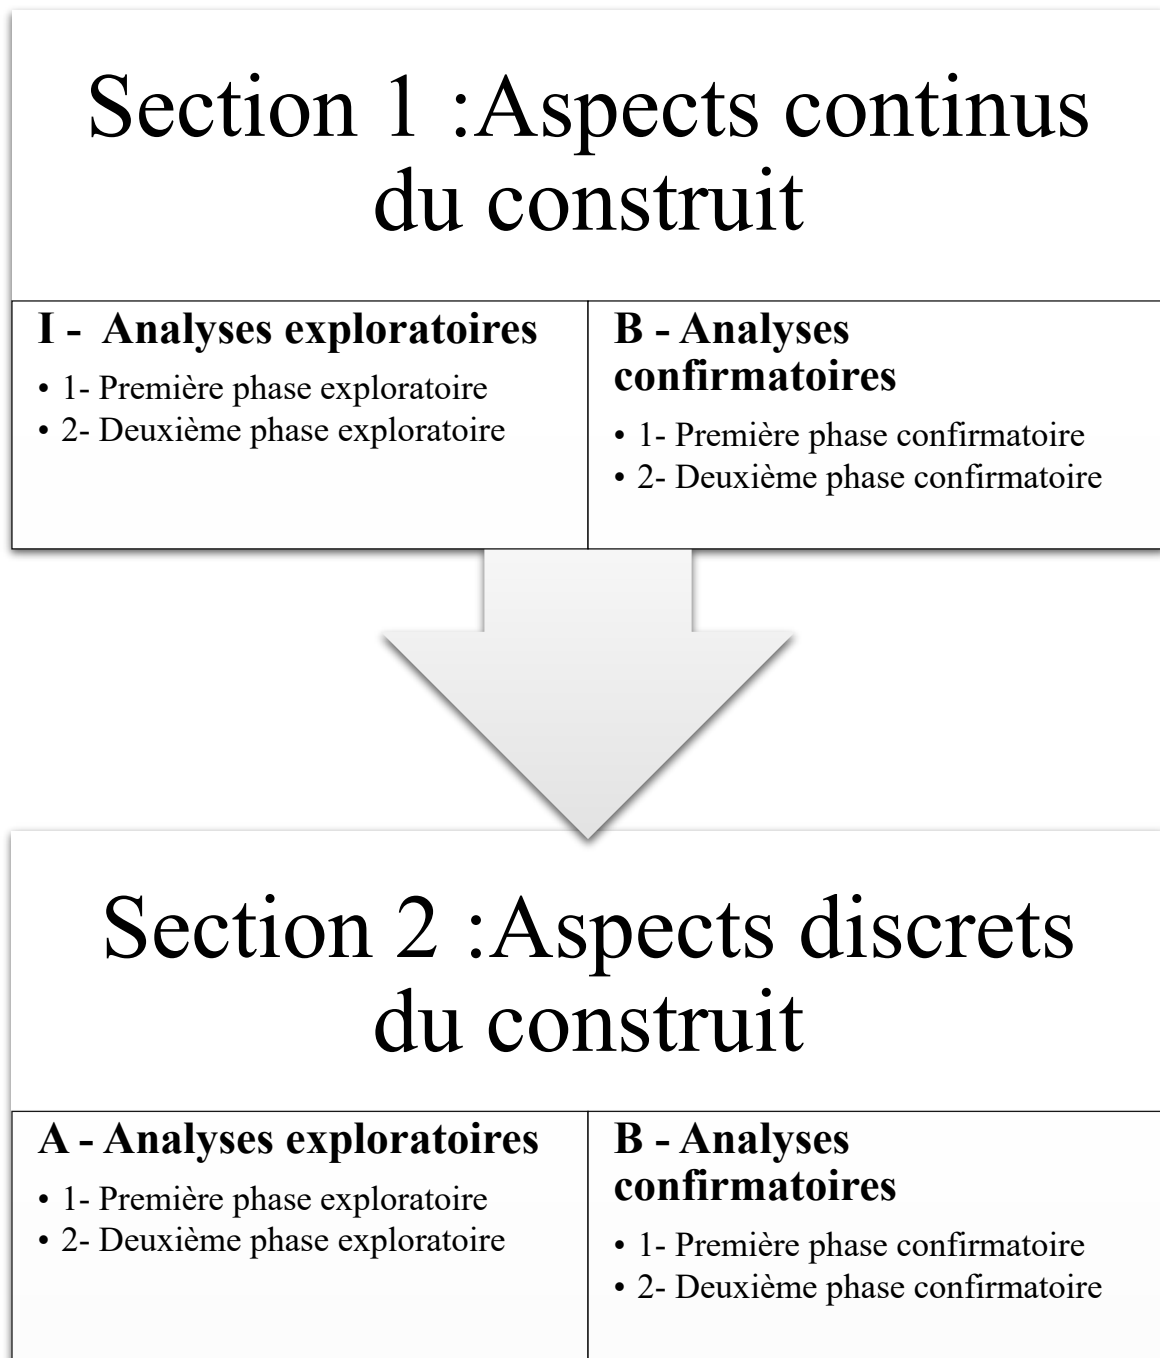 Section 1 :Aspects continus
du construit
I -  Analyses exploratoires
• 1- Première phase exploratoire
• 2- Deuxième phase exploratoire
B - Analyses
confirmatoires
• 1- Première phase confirmatoire
• 2- Deuxième phase confirmatoire
Section 2 :Aspects discrets
du construit
A - Analyses exploratoires
• 1- Première phase exploratoire
• 2- Deuxième phase exploratoire
B - Analyses
confirmatoires
• 1- Première phase confirmatoire
• 2- Deuxième phase confirmatoire